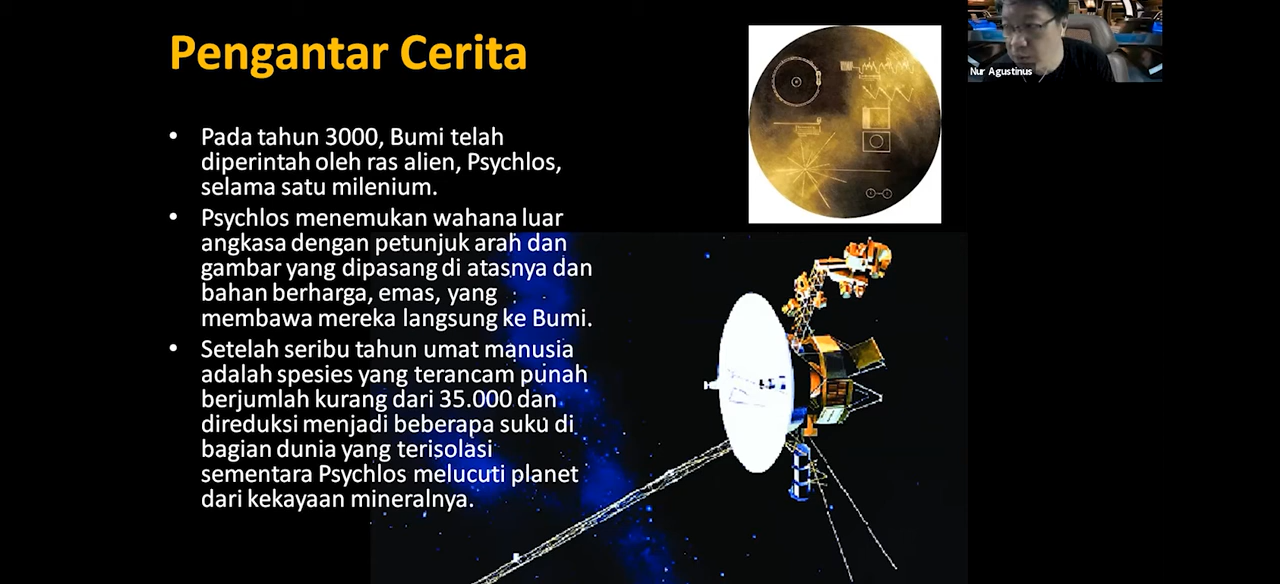 Pengantar Cerita
Nur Agustinus
• Pada tahun 3000, Bumi telah
diperintah oleh ras alien, Psychlos,
selama satu milenium.
• Psychlos menemukan wahana luar
angkasa dengan petunjuk arah dan
gambar yang dipasang di atasnya dan
bahan berharga, emas, yang
membawa mereka langsung ke Bumi.
• Setelah seribu tahun umat manusia
adalah spesies yang terancam punah
berjumlah kurang dari 35.000 dan
direduksi menjadi beberapa suku di
bagian dunia yang terisolasi
sementara Psychlos melucuti planet
dari kekayaan mineralnya.